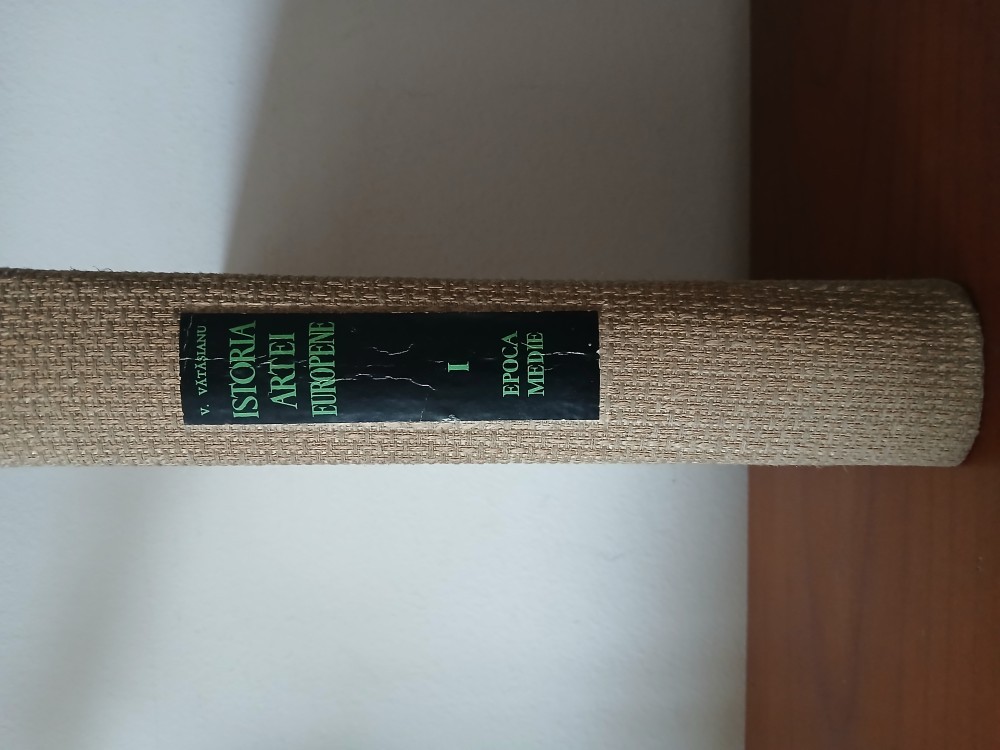 V. VĂTĂȘIANU
ISTORIA
ARTEI
EUROPENE
I
EPOCA
MEDIE